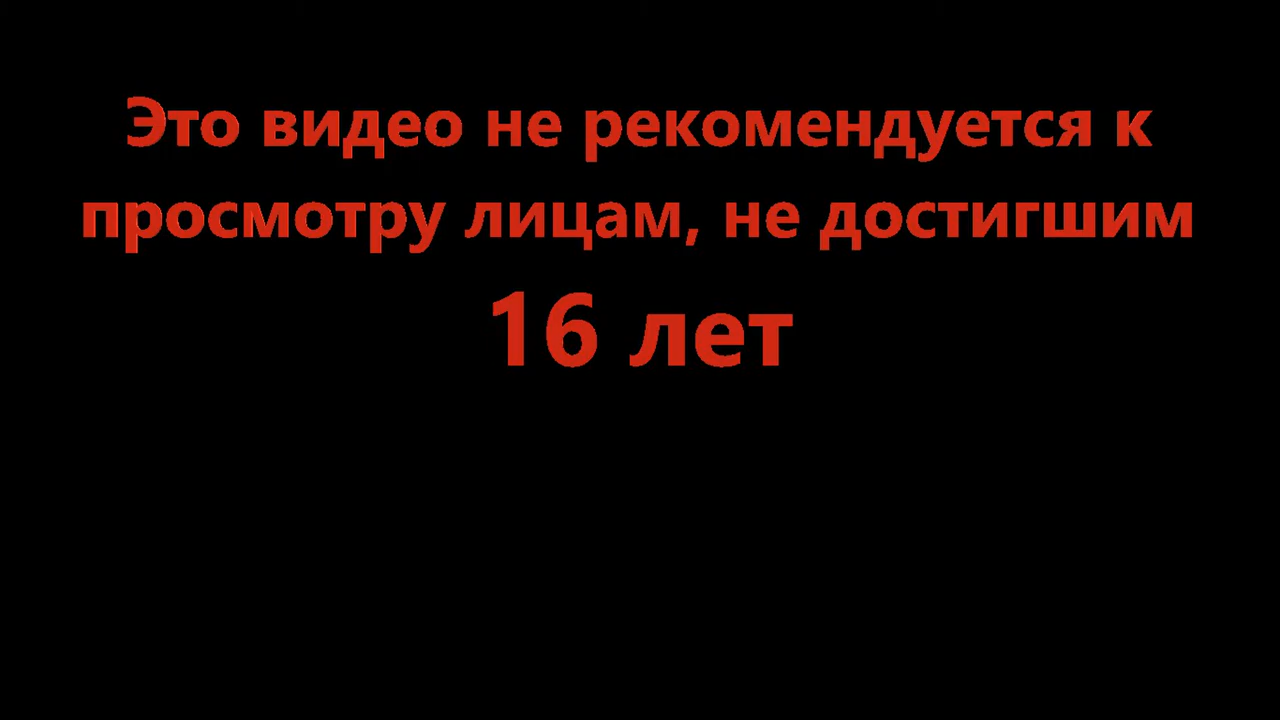 Это видео не рекомендуется к
просмотру лицам, не достигшим
16 лет